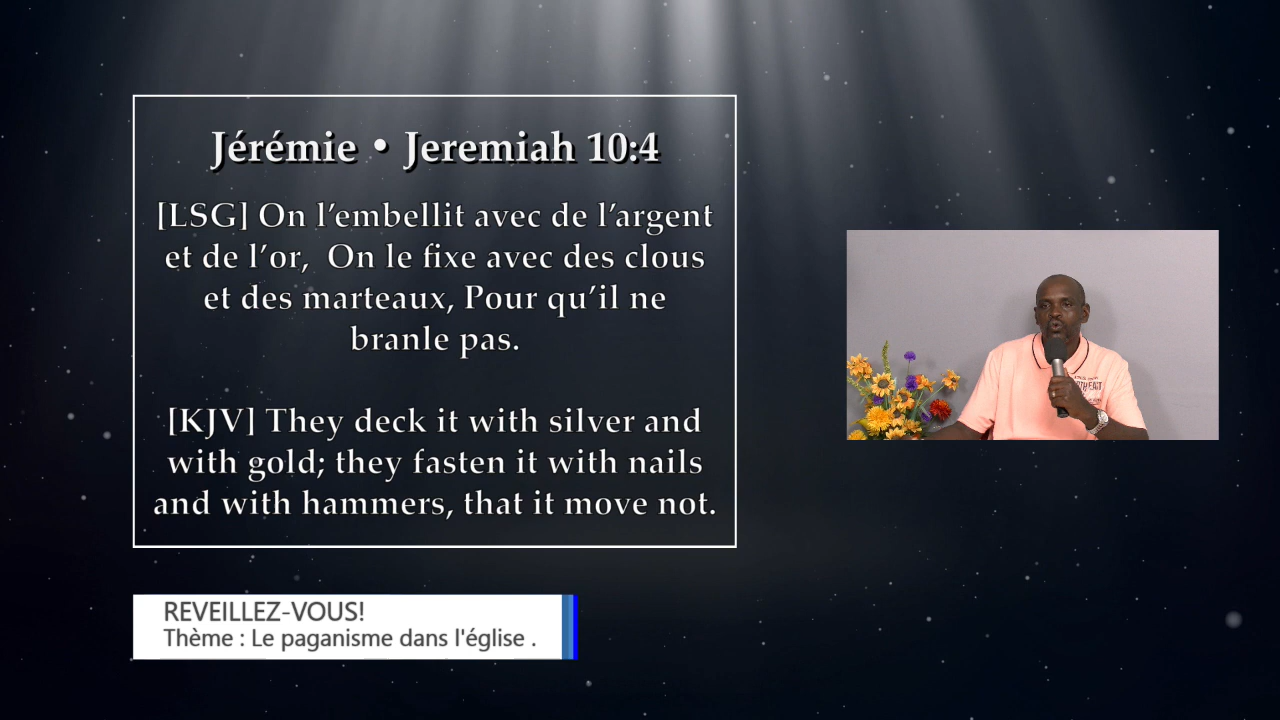 Jérémie • Jeremiah 10:4
[LSG] On l’embellit avec de l’argent
et de l’or,  On le fixe avec des clous
et des marteaux, Pour qu’il ne
branle pas.
[KJV] They deck it with silver and
with gold; they fasten it with nails
and with hammers, that it move not.
REVEILLEZ-VOUS!
Thème : Le paganisme dans l'église .